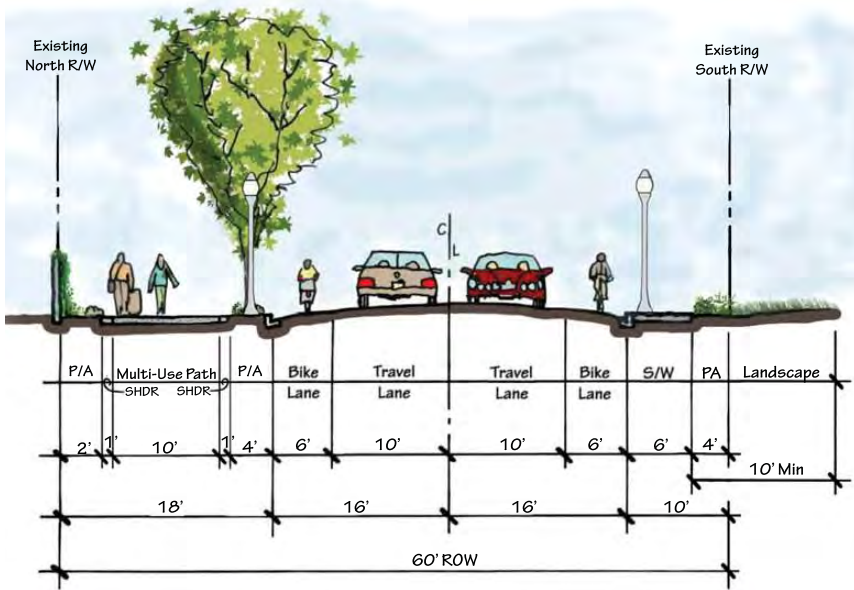 Existing
North R/W
Existing
South R/W
C
L
P/A
Multi-Use Path
SHDR
SHDR
P/A
Bike
Lane
Travel
Lane
Travel
Lane
Bike
Lane
S/W
PA
Landscape
2' 1' 10' 1' 4' 6' 10' 10' 6' 6' 4'
10' Min
18' 16' 16' 10'
60' ROW